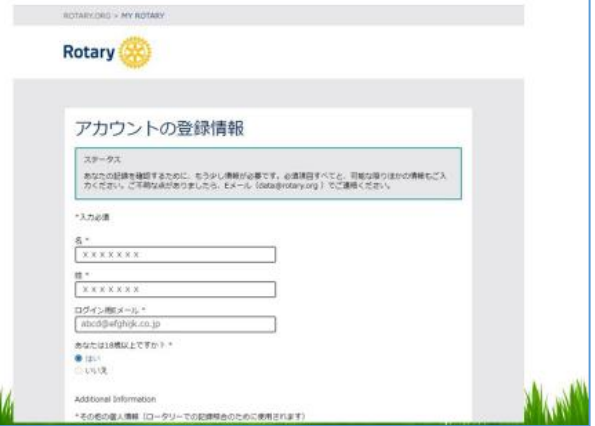 ROTARY.ORG > MY ROTARY
Rotary
アカウントの登録情報
ステータス
あなたの記録を確認するために、もう少し情報が必要です。必須項目すべてと、可能な限りほかの情報もご入
力ください。ご不明な点がありましたら、Eメール（data@rotary.org ）でご連絡ください。
*入力必須
名 *
ＸＸＸＸＸＸＸ
姓 *
ＸＸＸＸＸＸＸ
ログイン用Eメール *
abcd@efghijk.co.jp
あなたは18歳以上ですか？ *
はい
いいえ
Additional Information
*その他の個人情報（ロータリーでの記録照合のために使用されます）